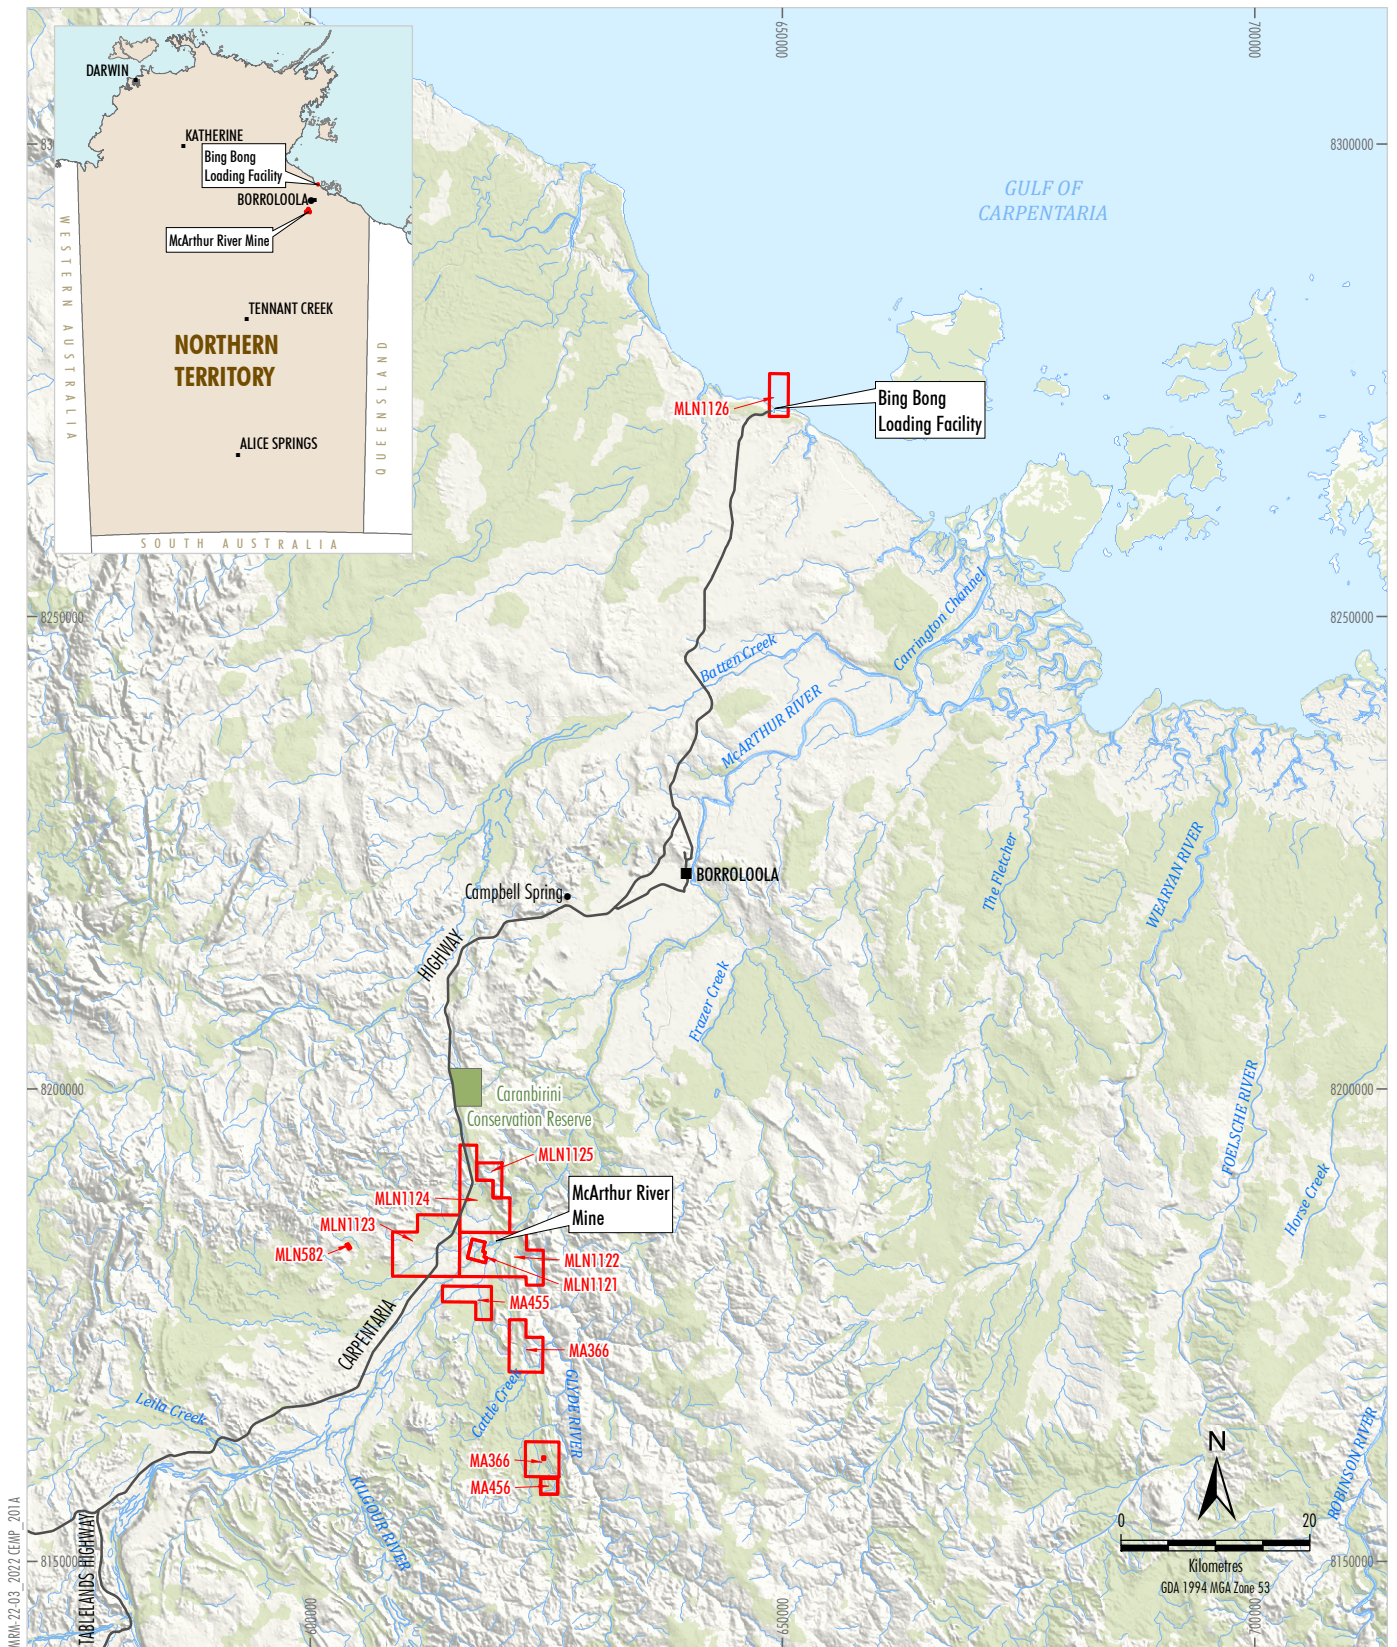 650000
700000
DARWIN
KATHERINE
Bing Bong
Loading Facility
BORROLOOLA
McArthur River Mine
TENNANT CREEK
NORTHERN
TERRITORY
ALICE SPRINGS
WESTERN AUSTRALIA
QUEENSLAND
SOUTH AUSTRALIA
8300000
GULF OF
CARPENTARIA
MLN1126
Bing Bong
Loading Facility
8250000
8250000
Carrington Channel
Batten Creek
McARTHUR RIVER
BORROLOOLA
Campbell Spring
The Fletcher
WEARYAN RIVER
HIGHWAY
Frazer Creek
8200000
8200000
Caranbirini
Conservation Reserve
FOELSCHE RIVER
Horse Creek
MLN1125
McArthur River
Mine
MLN1124
MLN1123
MLN582
MLN1122
MLN1121
MA455
CARPENTARIA
MA366
Cattle Creek
GLYDE RIVER
Leila Creek
MA366
MA456
KILGOUR RIVER
ROBINSON RIVER
N
0
20
Kilometres
GDA 1994 MGA Zone 53
8150000
8150000
TABLELANDS HIGHWAY
600000
650000
700000
MRM-22-03_2022 CEMP_201A